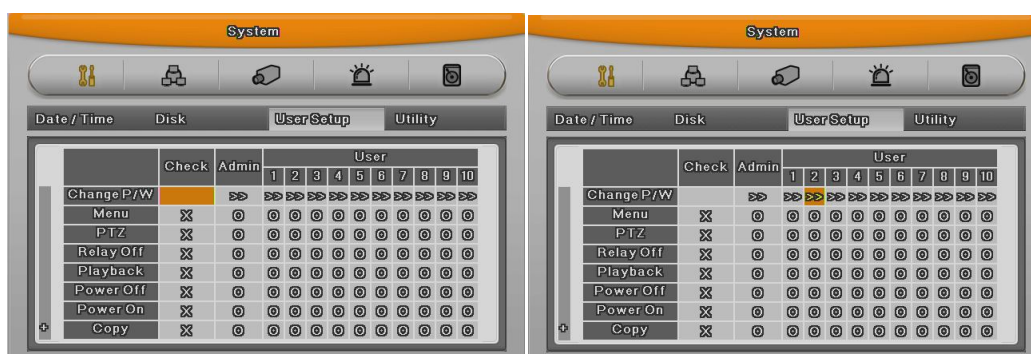 System
Date / Time Disk User Setup Utility
Check Admin User
1 2 3 4 5 6 7 8 9 10
Change P/W >> >> >> >> >> >> >> >> >> >> >>
Menu X O O O O O O O O O O O
PTZ X O O O O O O O O O O O
Relay Off X O O O O O O O O O O O
Playback X O O O O O O O O O O O
Power Off X O O O O O O O O O O O
Power On X O O O O O O O O O O O
Copy X O O O O O O O O O O O
System
Date / Time Disk User Setup Utility
Check Admin User
1 2 3 4 5 6 7 8 9 10
Change P/W >> >> >> >> >> >> >> >> >> >> >>
Menu X O O O O O O O O O O O
PTZ X O O O O O O O O O O O
Relay Off X O O O O O O O O O O O
Playback X O O O O O O O O O O O
Power Off X O O O O O O O O O O O
Power On X O O O O O O O O O O O
Copy X O O O O O O O O O O O